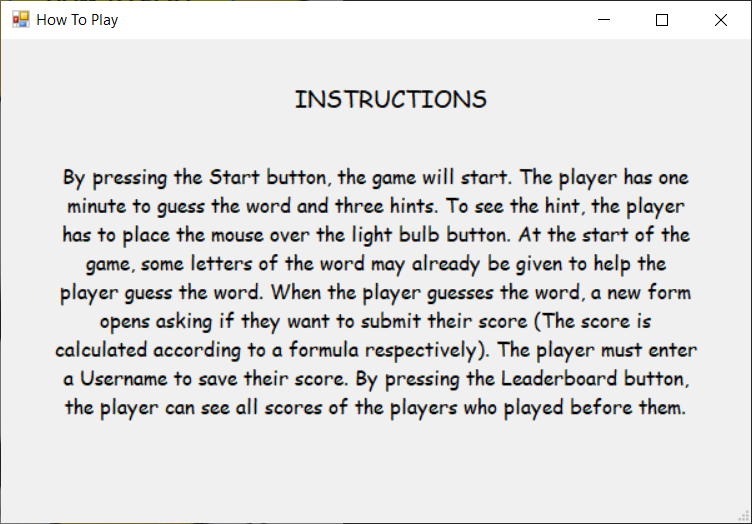 How To Play
INSTRUCTIONS
By pressing the Start button, the game will start. The player has one
minute to guess the word and three hints. To see the hint, the player
has to place the mouse over the light bulb button. At the start of the
game, some letters of the word may already be given to help the
player guess the word. When the player guesses the word, a new form
opens asking if they want to submit their score (The score is
calculated according to a formula respectively). The player must enter
a Username to save their score. By pressing the Leaderboard button,
the player can see all scores of the players who played before them.